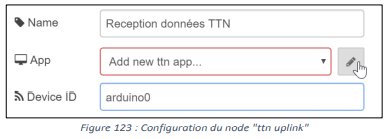 Name Reception données TTN
App Add new ttn app...
Device ID arduino0
Figure 123 : Configuration du node "ttn uplink"